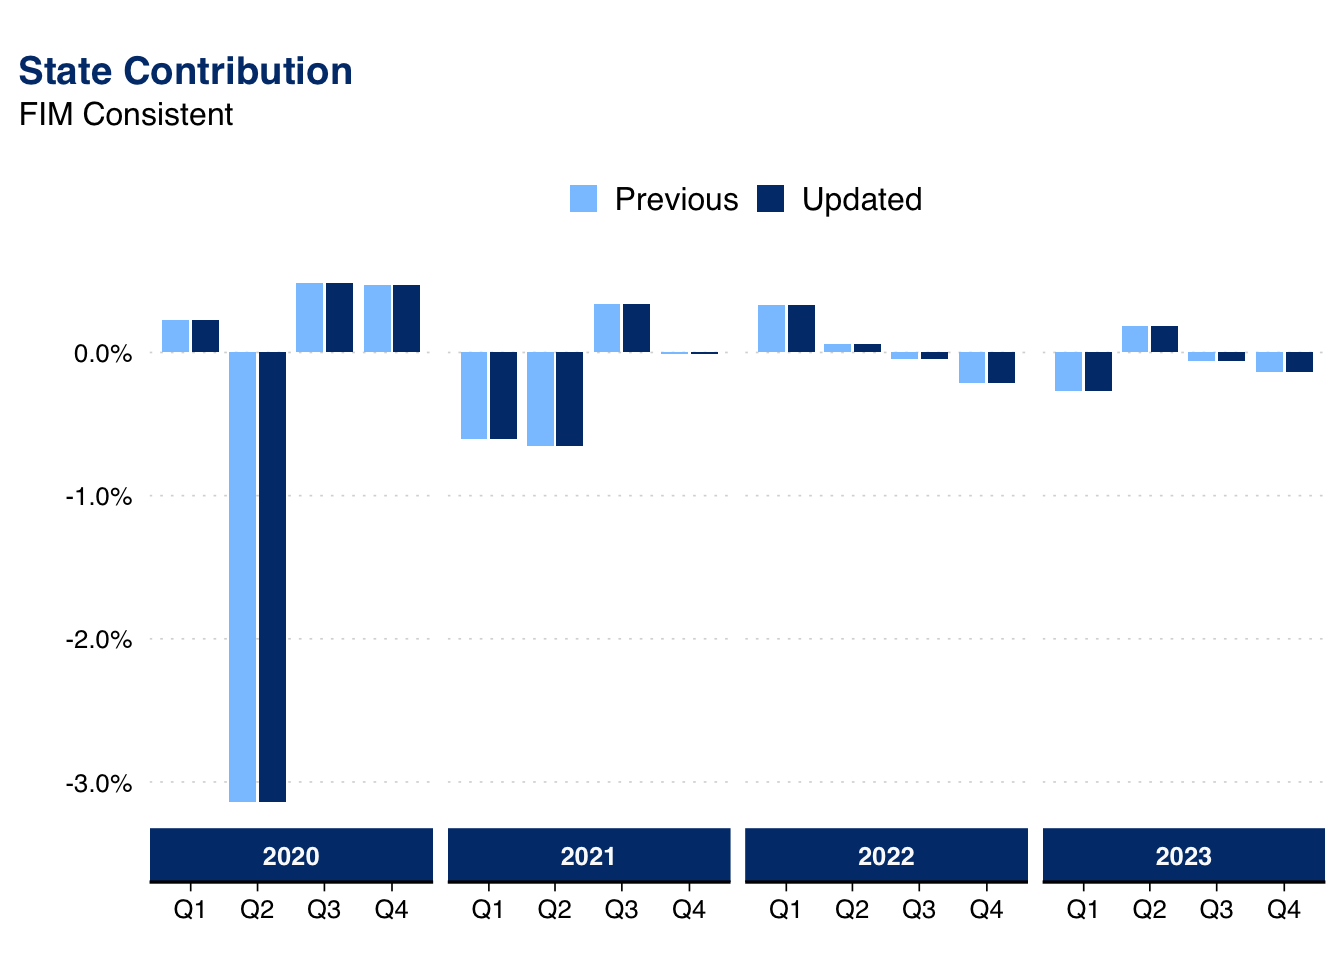 State Contribution
FIM Consistent
Previous Updated
0.0%
-1.0%
-2.0%
-3.0%
2020 2021 2022 2023
Q1 Q2 Q3 Q4 Q1 Q2 Q3 Q4 Q1 Q2 Q3 Q4 Q1 Q2 Q3 Q4